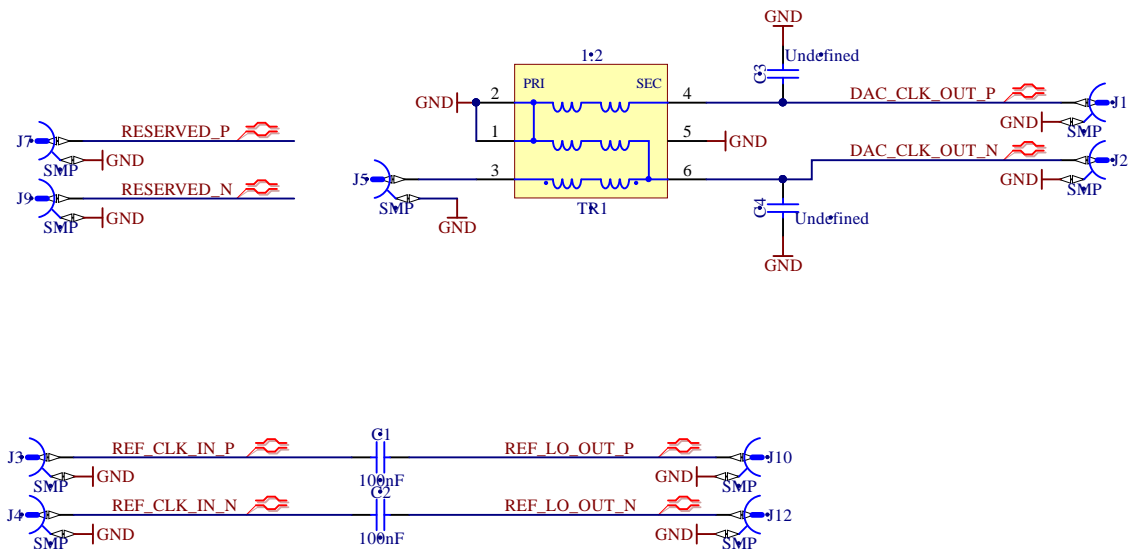 GND
1:2
Undefined
C3
PRI
SEC
GND
2
4
DAC_CLK_OUT_P
J1
GND
SMP
J7
RESERVED_P
1
5
GND
DAC_CLK_OUT_N
J2
SMP
GND
J5
3
6
GND
SMP
J9
RESERVED_N
SMP
GND
SMP
GND
TR1
C4
Undefined
GND
C1
J3
REF_CLK_IN_P
REF_LO_OUT_P
J10
SMP
GND
100nF
GND
SMP
C2
J4
REF_CLK_IN_N
REF_LO_OUT_N
J12
SMP
GND
100nF
GND
SMP